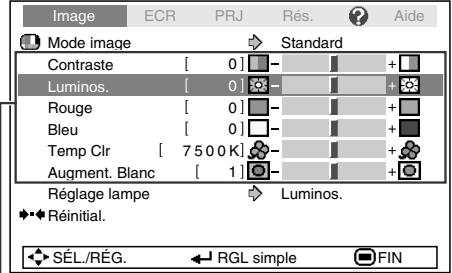 Image ECR PRJ Rés. ? Aide
Mode image Standard
Contraste [ 0] - +
Luminos. [ 0] - +
Rouge [ 0] - +
Bleu [ 0] - +
Temp Clr [ 7500K] - +
Augment. Blanc [ 1] - +
Réglage lampe Luminos.
Réinitial.
SÉL./RÉG. RGL simple FIN